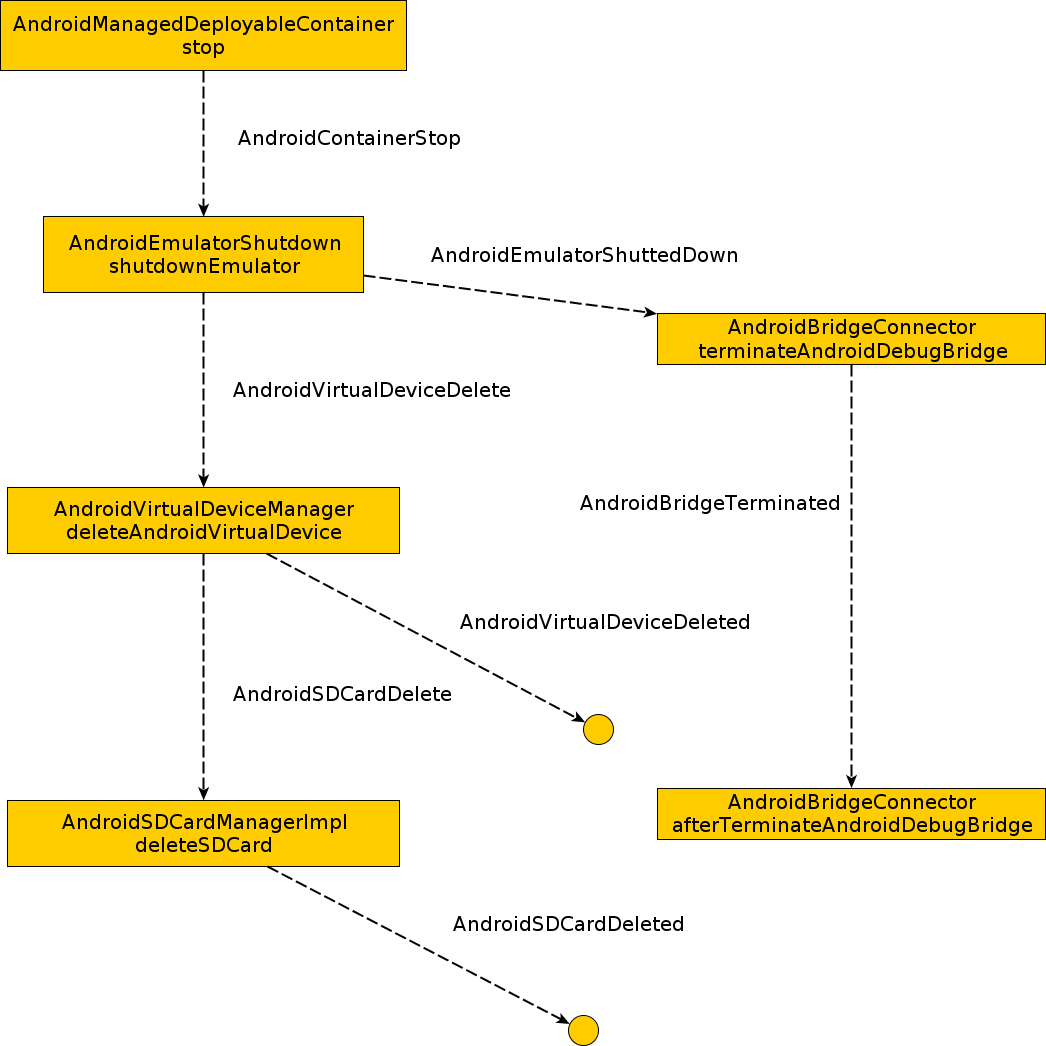 AndroidManagedDeployableContainer
stop
AndroidContainerStop
AndroidEmulatorShutdown
shutdownEmulator
AndroidEmulatorShuttedDown
AndroidBridgeConnector
terminateAndroidDebugBridge
AndroidVirtualDeviceDelete
AndroidVirtualDeviceManager
deleteAndroidVirtualDevice
AndroidBridgeTerminated
AndroidVirtualDeviceDeleted
AndroidSDCardDelete
AndroidSDCardManagerImpl
deleteSDCard
AndroidBridgeConnector
afterTerminateAndroidDebugBridge
AndroidSDCardDeleted